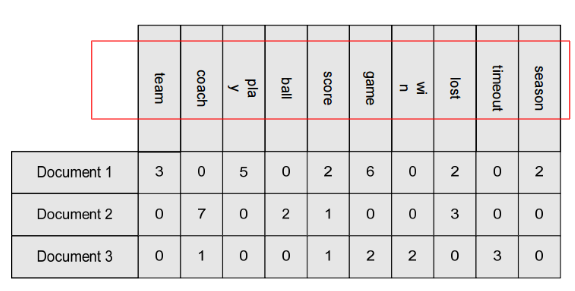 team coach play ball score game win lost timeout season
Document 1 3 0 5 0 2 6 0 2 0 2
Document 2 0 7 0 2 1 0 0 3 0 0
Document 3 0 1 0 0 1 2 2 0 3 0